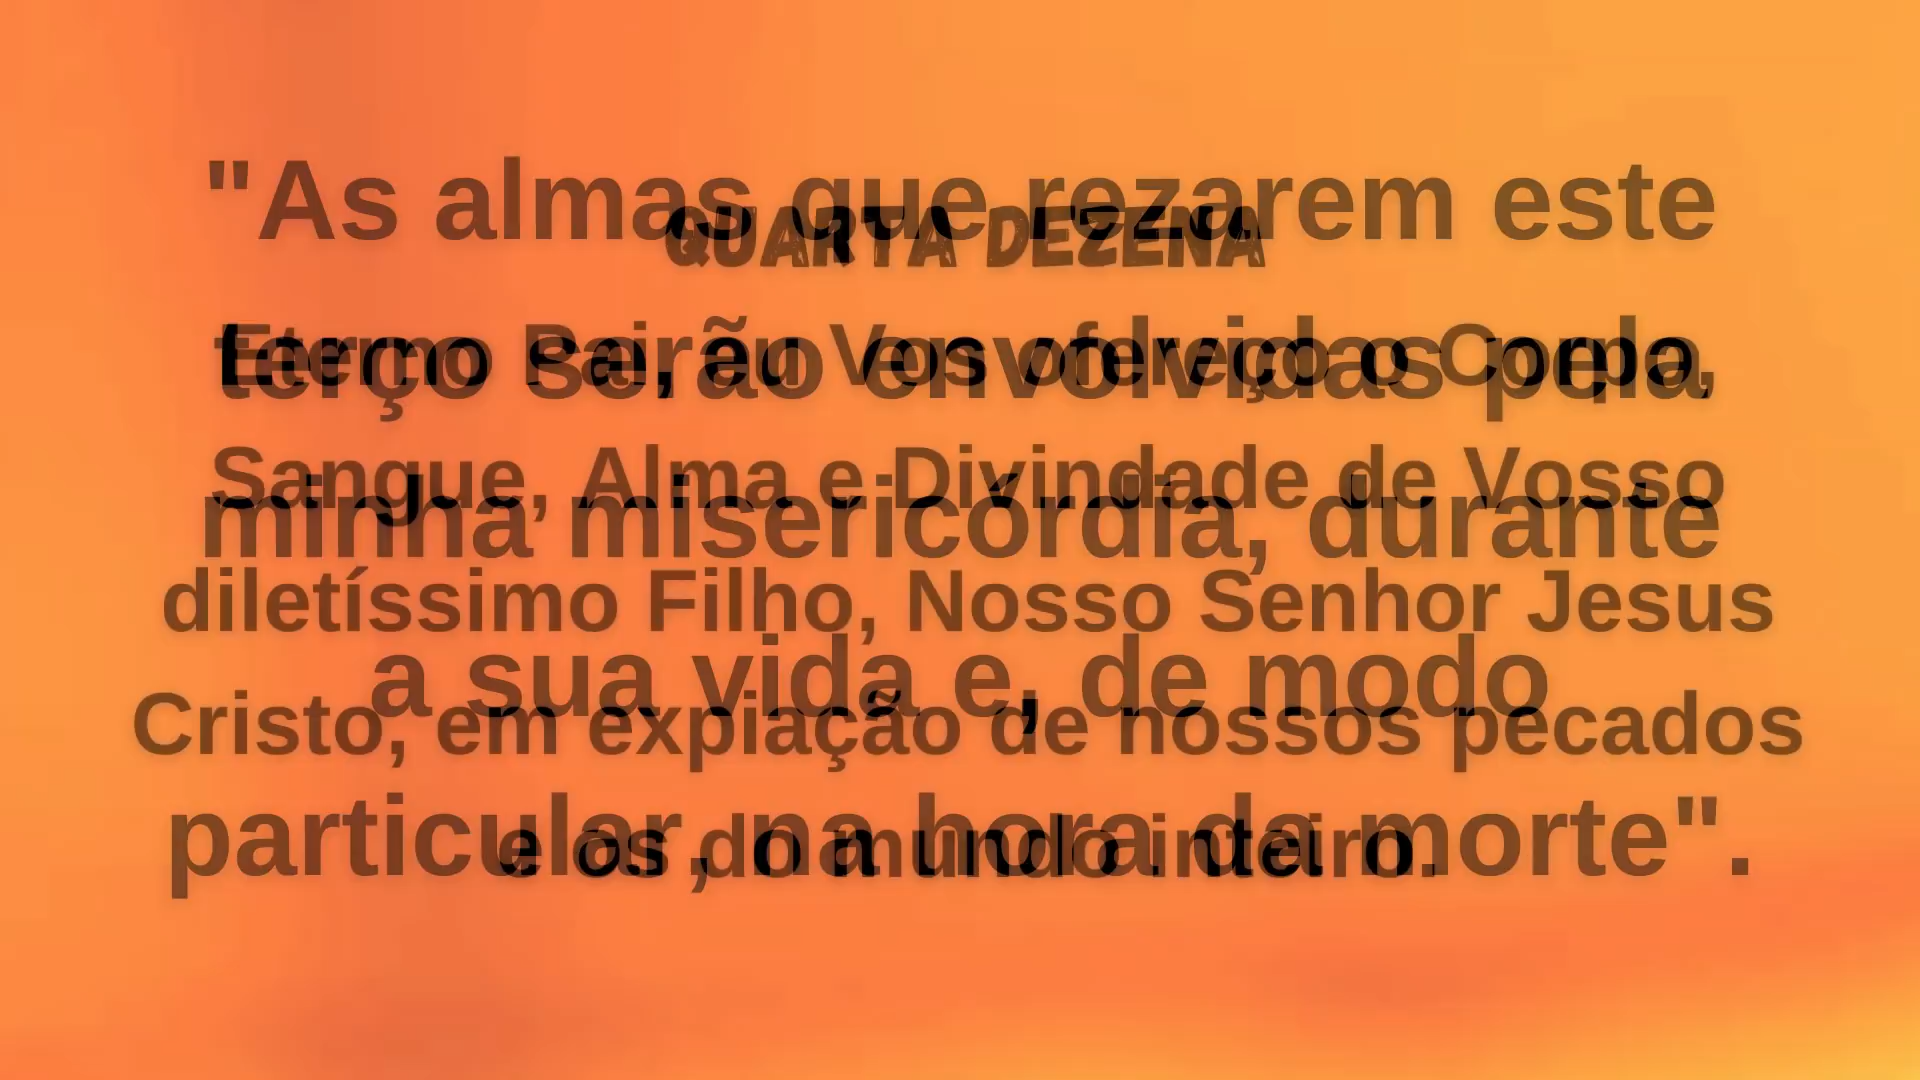 "As almas que rezarem este
terço serão envolvidas pela
minha misericórdia, durante
a sua vida e, de modo
particular, na hora da morte".
QUARTA DEZENA
Eterno Pai, eu Vos ofereço o Corpo,
Sangue, Alma e Divindade de Vosso
diletíssimo Filho, Nosso Senhor Jesus
Cristo, em expiação de nossos pecados
e os do mundo inteiro.